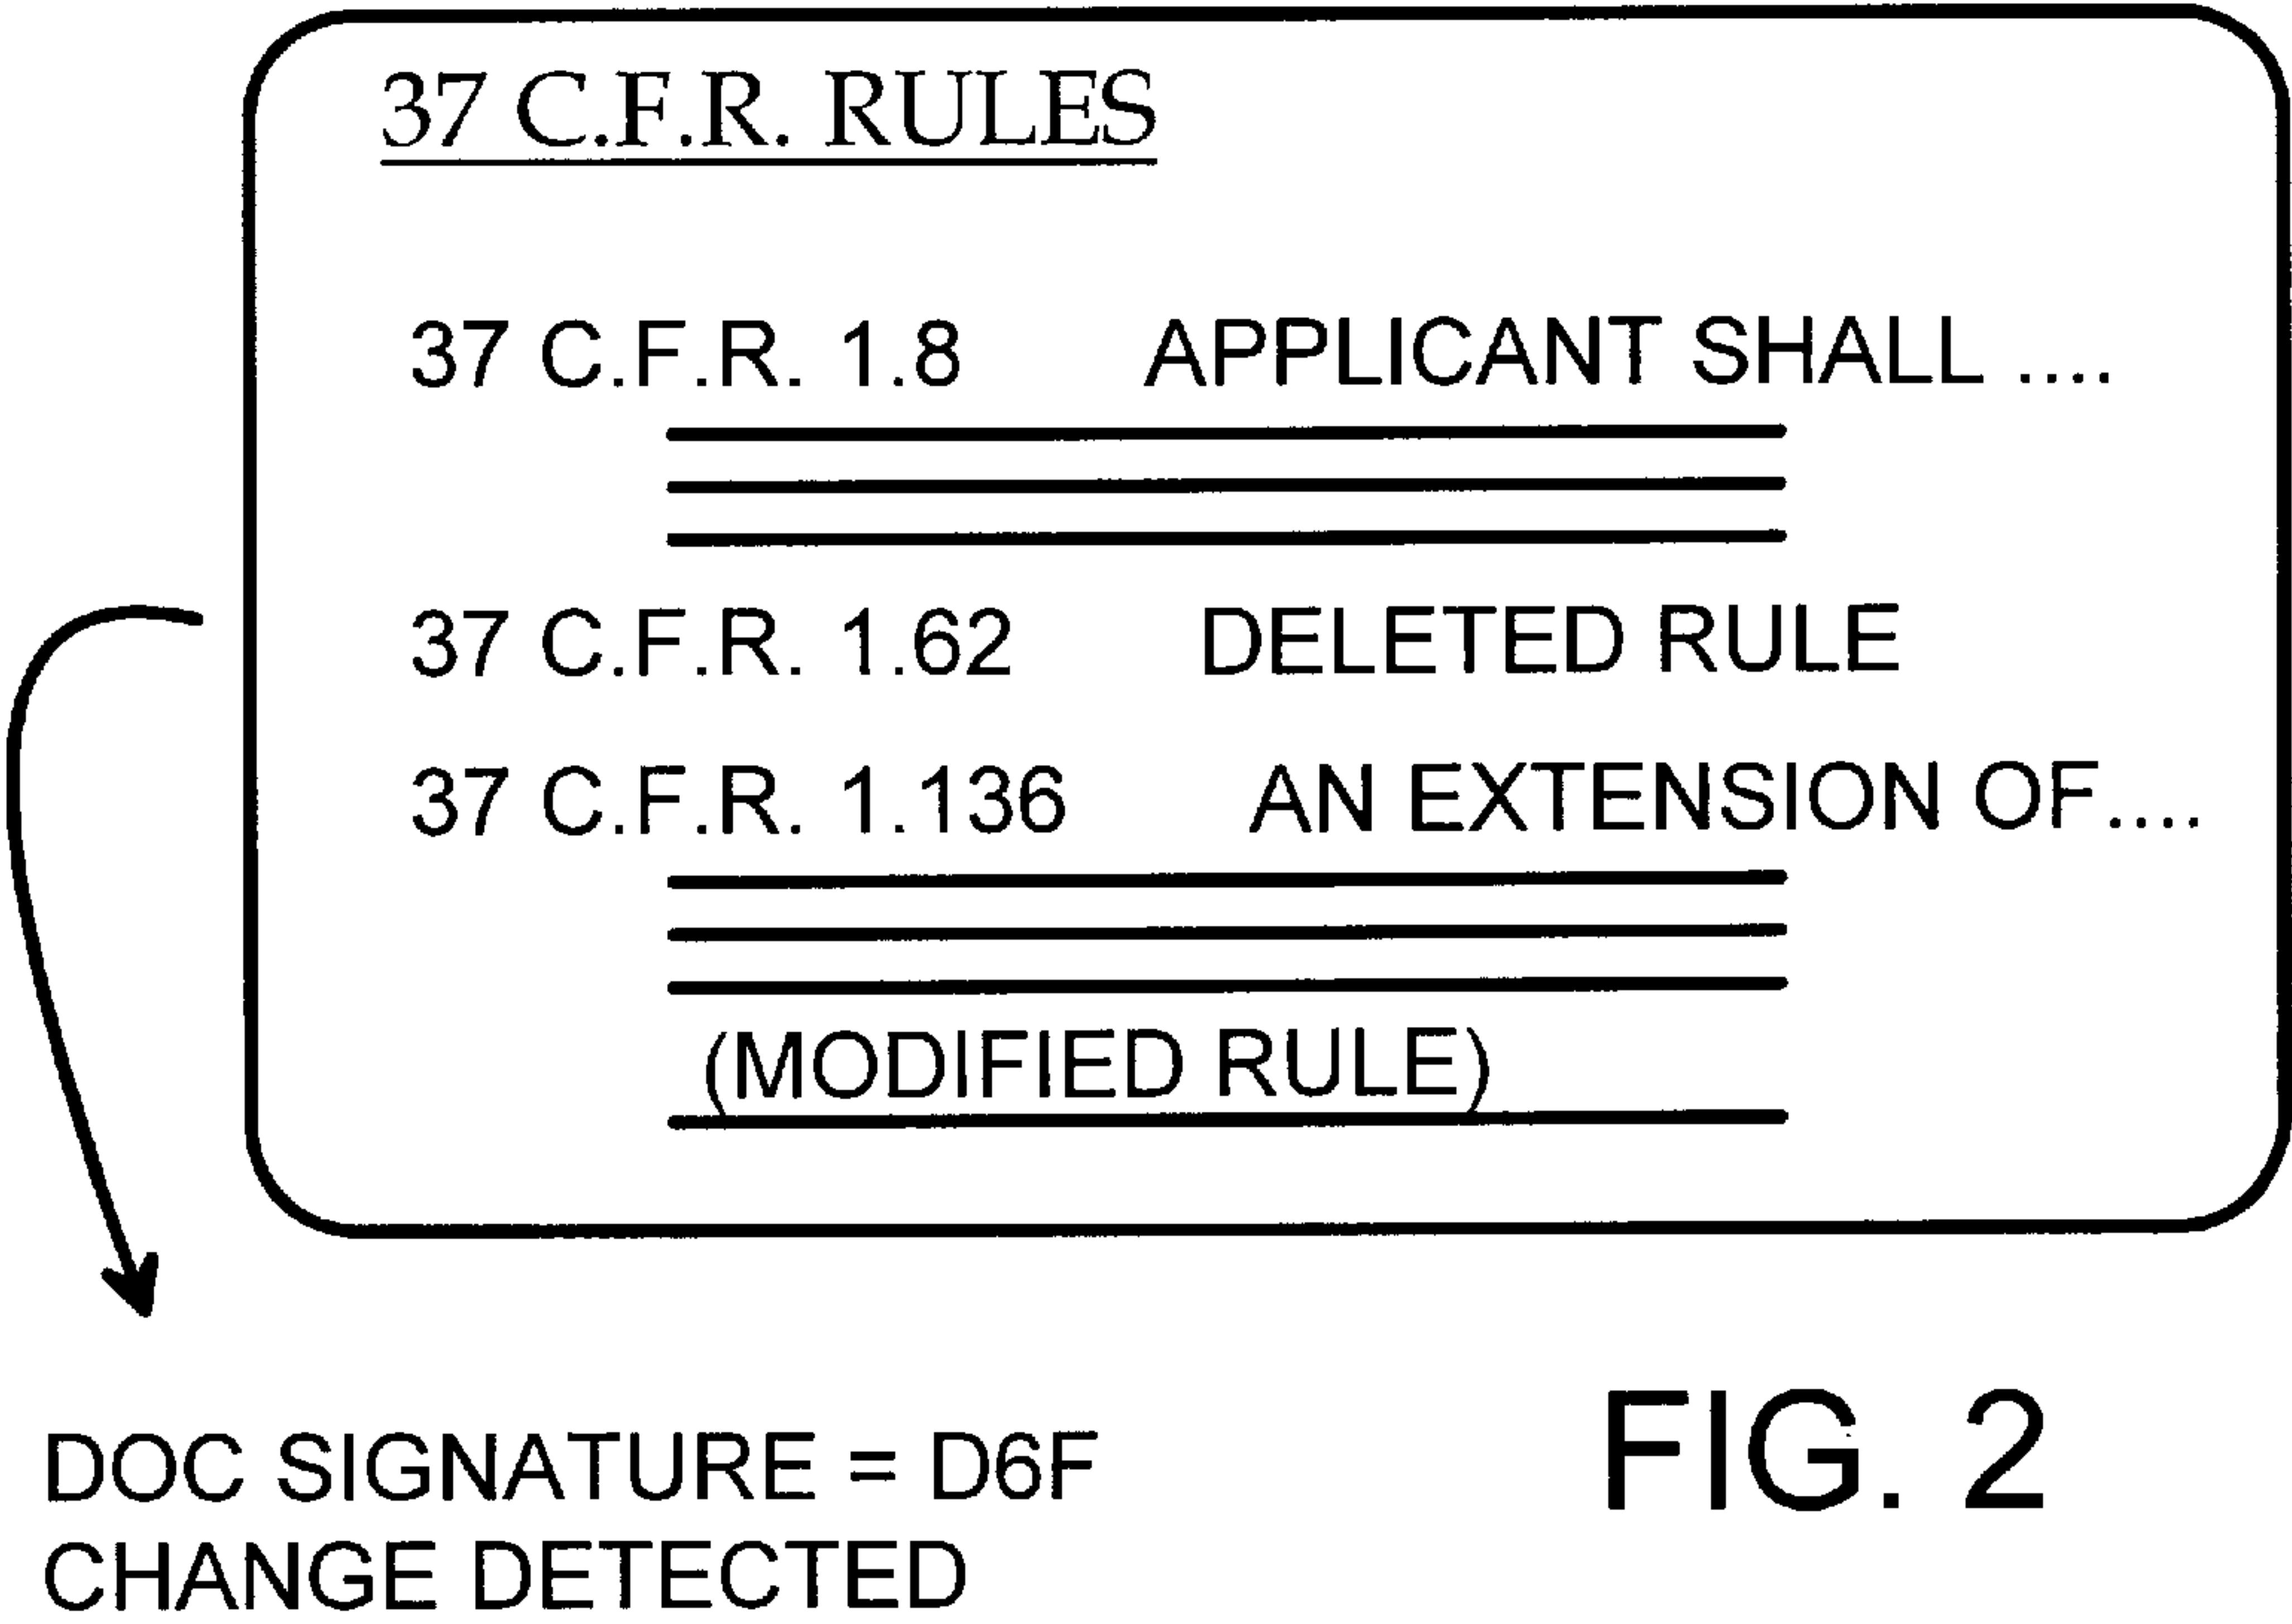 37 C.F.R. RULES
37 C.F.R. 1.8 APPLICANT SHALL ....
37 C.F.R. 1.62 DELETED RULE
37 C.F.R. 1.136 AN EXTENSION OF....
(MODIFIED RULE)
DOC SIGNATURE = D6F
CHANGE DETECTED
FIG. 2